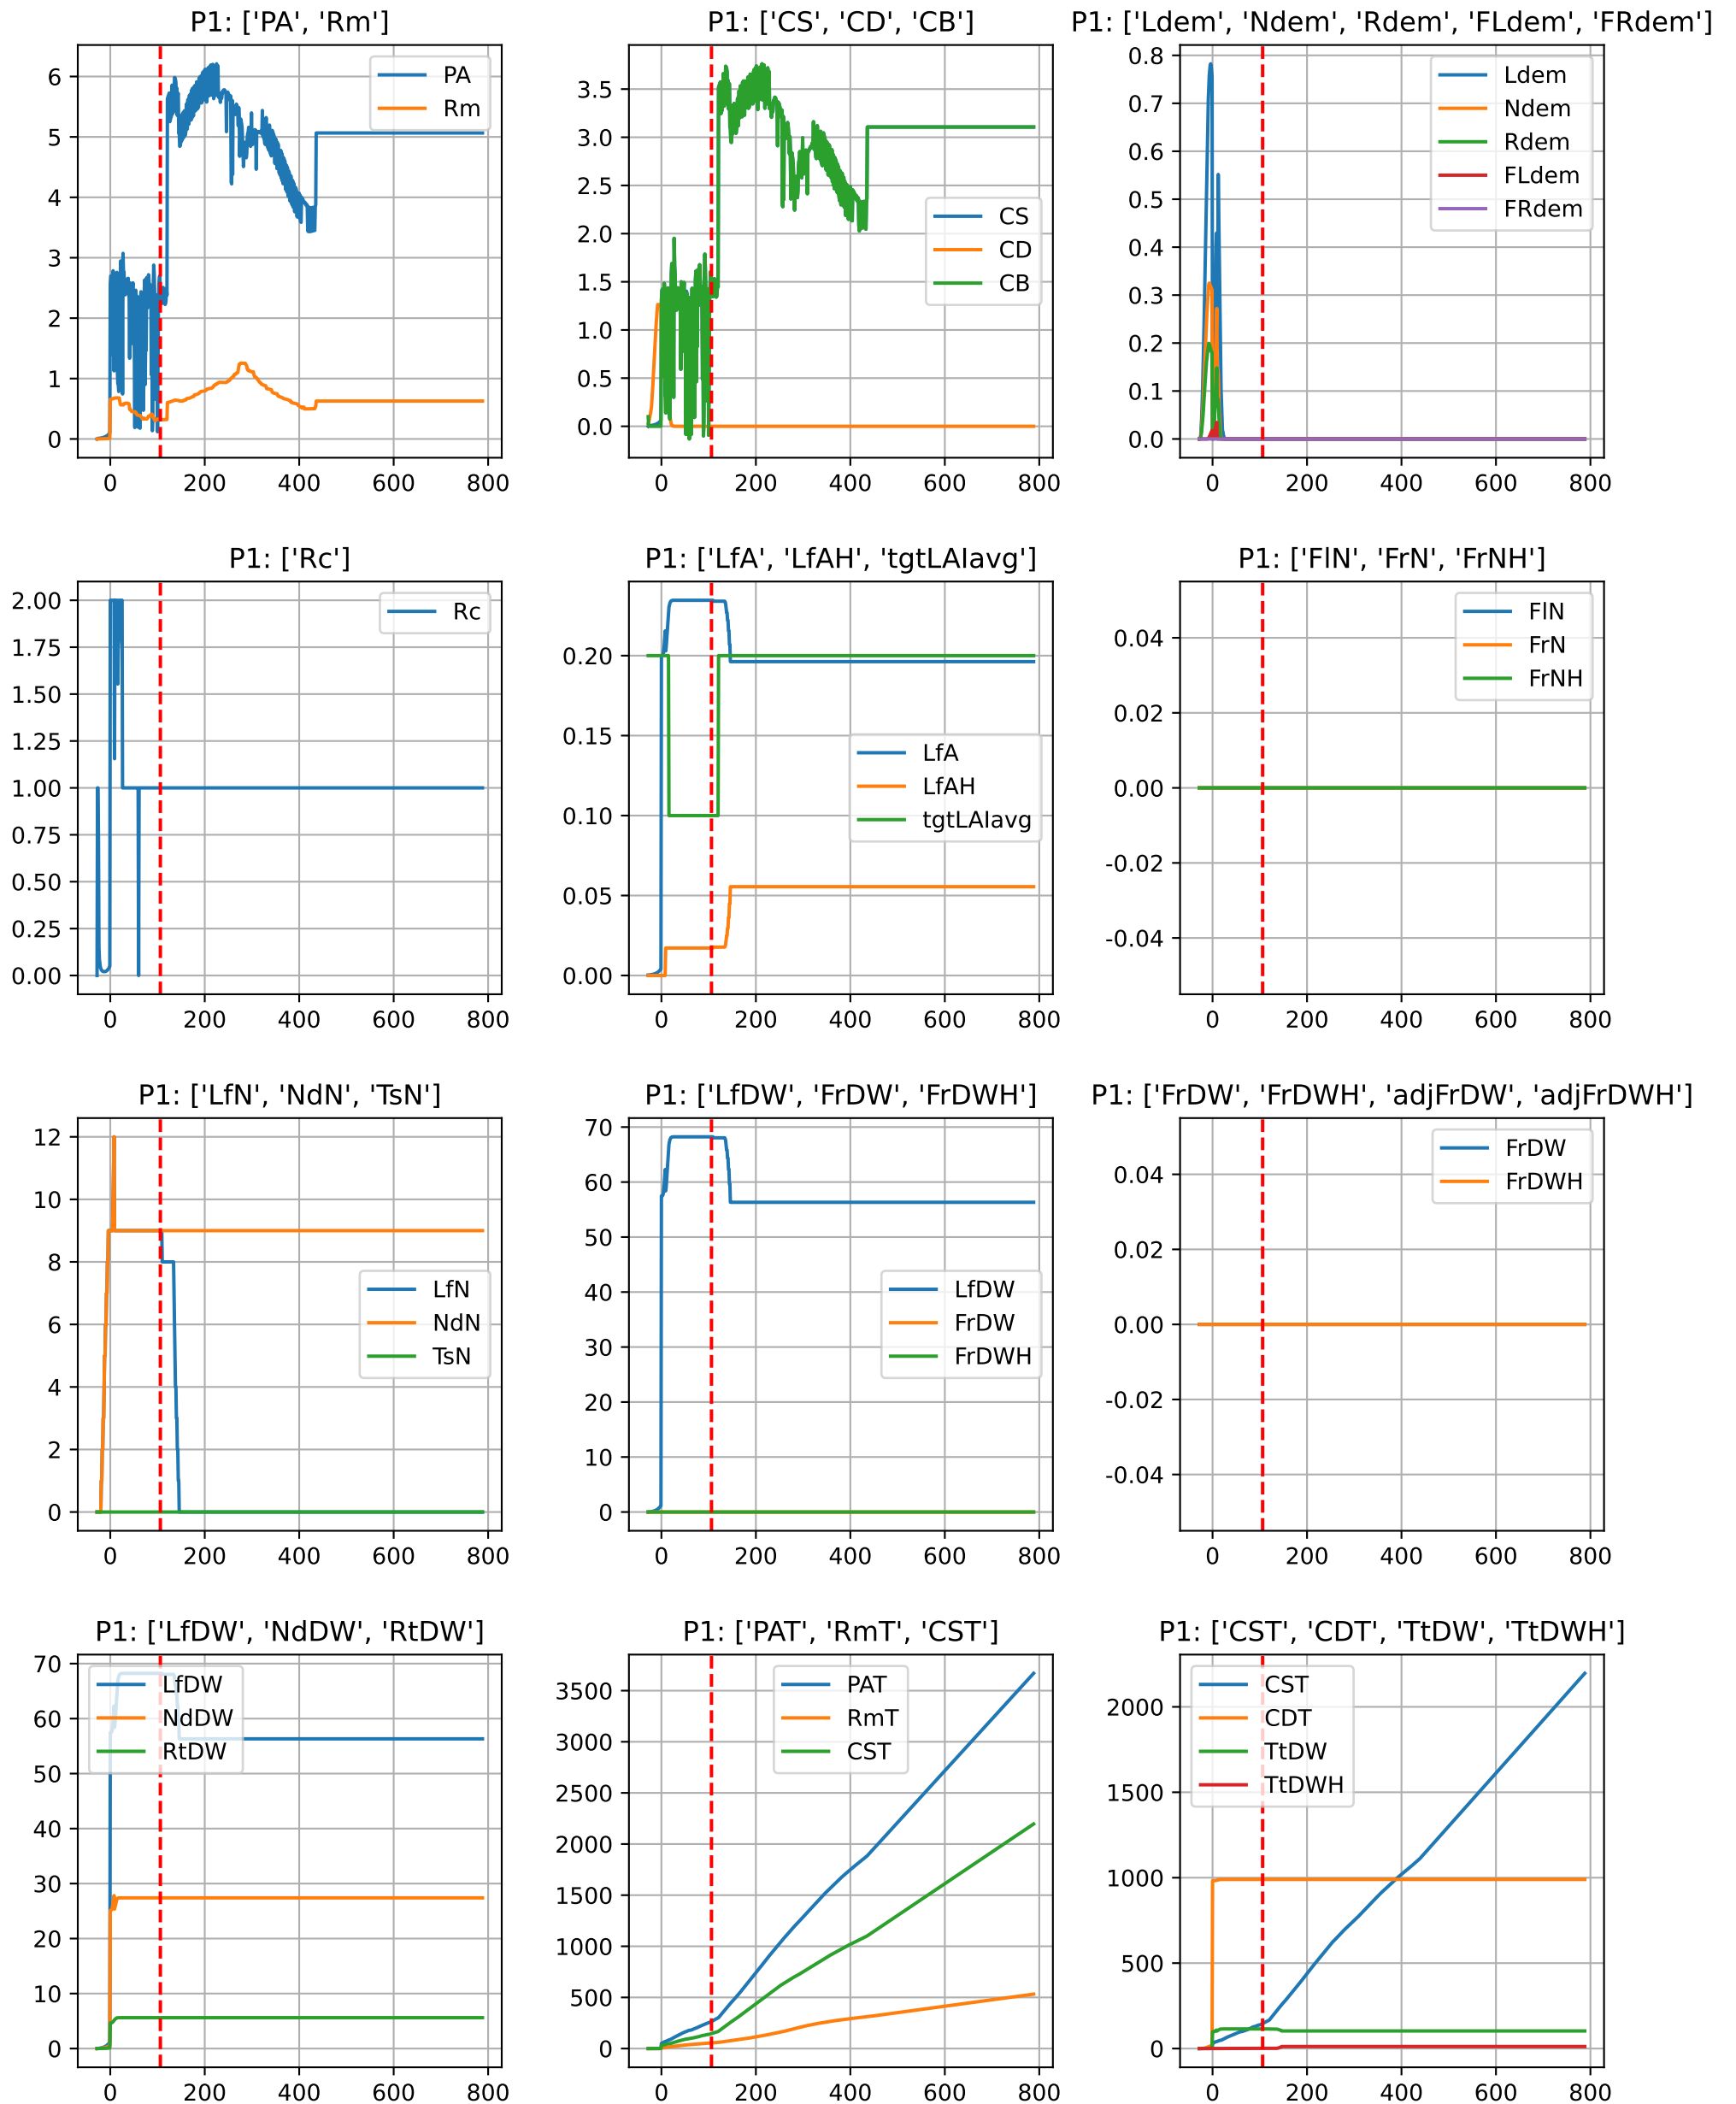 P1: ['PA', 'Rm']
6
5
4
3
2
1
0
0 200 400 600 800
PA
Rm
P1: ['CS', 'CD', 'CB']
3.5
3.0
2.5
2.0
1.5
1.0
0.5
0.0
0 200 400 600 800
CS
CD
CB
P1: ['Ldem', 'Ndem', 'Rdem', 'FLdem', 'FRdem']
0.8
0.7
0.6
0.5
0.4
0.3
0.2
0.1
0.0
0 200 400 600 800
Ldem
Ndem
Rdem
FLdem
FRdem
P1: ['Rc']
2.00
1.75
1.50
1.25
1.00
0.75
0.50
0.25
0.00
0 200 400 600 800
Rc
P1: ['LfA', 'LfAH', 'tgtLAIavg']
0.20
0.15
0.10
0.05
0.00
0 200 400 600 800
LfA
LfAH
tgtLAIavg
P1: ['FlN', 'FrN', 'FrNH']
0.04
0.02
0.00
-0.02
-0.04
0 200 400 600 800
FlN
FrN
FrNH
P1: ['LfN', 'NdN', 'TsN']
12
10
8
6
4
2
0
0 200 400 600 800
LfN
NdN
TsN
P1: ['LfDW', 'FrDW', 'FrDWH']
70
60
50
40
30
20
10
0
0 200 400 600 800
LfDW
FrDW
FrDWH
P1: ['FrDW', 'FrDWH', 'adjFrDW', 'adjFrDWH']
0.04
0.02
0.00
-0.02
-0.04
0 200 400 600 800
FrDW
FrDWH
P1: ['LfDW', 'NdDW', 'RtDW']
70
60
50
40
30
20
10
0
0 200 400 600 800
LfDW
NdDW
RtDW
P1: ['PAT', 'RmT', 'CST']
3500
3000
2500
2000
1500
1000
500
0
0 200 400 600 800
PAT
RmT
CST
P1: ['CST', 'CDT', 'TtDW', 'TtDWH']
2000
1500
1000
500
0
0 200 400 600 800
CST
CDT
TtDW
TtDWH